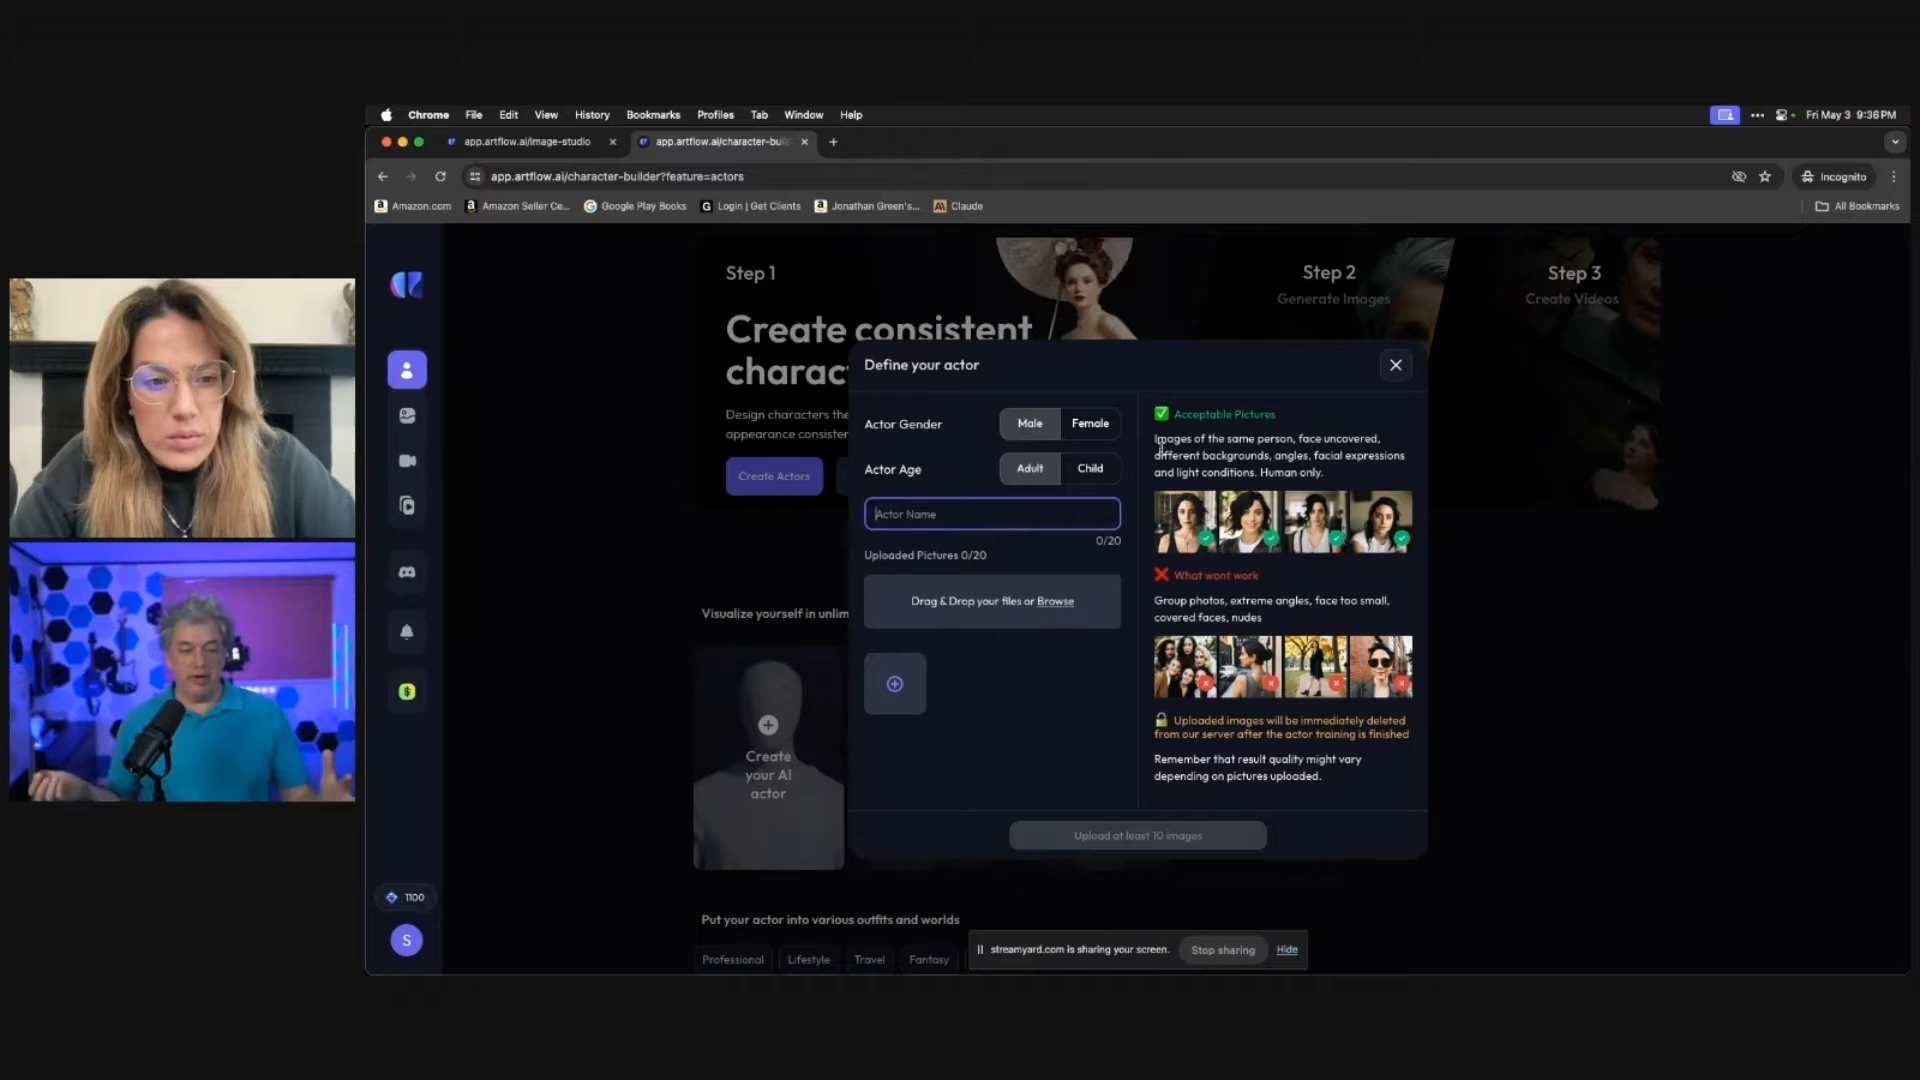 Chrome File Edit View History Bookmarks Profiles Tab Window Help
Fri May 3 9:36 PM
app.artflow.ai/image-studio
app.artflow.ai/character-buil
app.artflow.ai/character-builder?feature=actors
Incognito
Amazon.com
Amazon Seller Ce...
Google Play Books
Login | Get Clients
Jonathan Green's...
Claude
All Bookmarks
Step 1
Create consistent
charac
Design characters the
appearance consisten
Create Actors
Step 2
Generate Images
Step 3
Create Videos
Define your actor
Actor Gender
Male
Female
Actor Age
Adult
Child
Actor Name
0/20
Uploaded Pictures 0/20
Drag & Drop your files or Browse
Acceptable Pictures
Images of the same person, face uncovered,
different backgrounds, angles, facial expressions
and light conditions. Human only.
What wont work
Group photos, extreme angles, face too small,
covered faces, nudes
Uploaded images will be immediately deleted
from our server after the actor training is finished
Remember that result quality might vary
depending on pictures uploaded.
Upload at least 10 images
Visualize yourself in unlim
Create
your AI
actor
Put your actor into various outfits and worlds
Professional
Lifestyle
Travel
Fantasy
streamyard.com is sharing your screen.
Stop sharing
Hide
1100
S